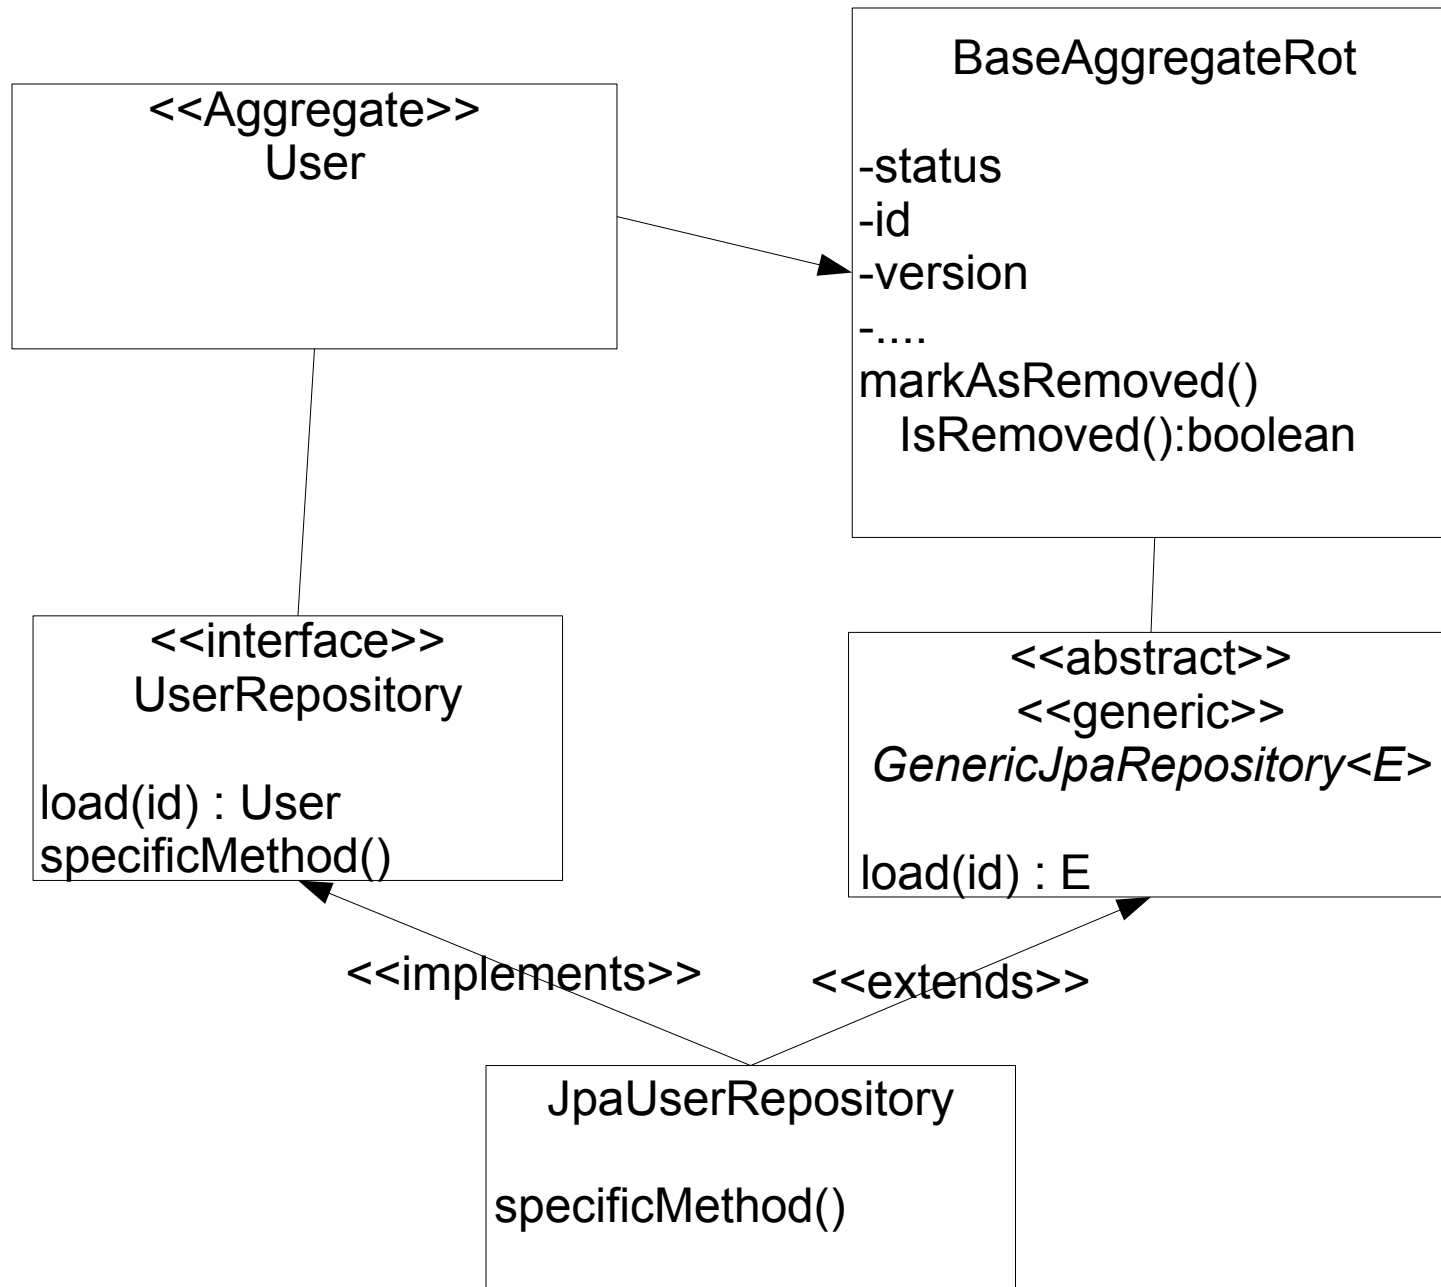 <<Aggregate>>
User
BaseAggregateRot
-status
-id
-version
-....
markAsRemoved()
IsRemoved():boolean
<<interface>>
UserRepository
load(id) : User
specificMethod()
<<abstract>>
<<generic>>
GenericJpaRepository<E>
load(id) : E
<<implements>>
<<extends>>
JpaUserRepository
specificMethod()